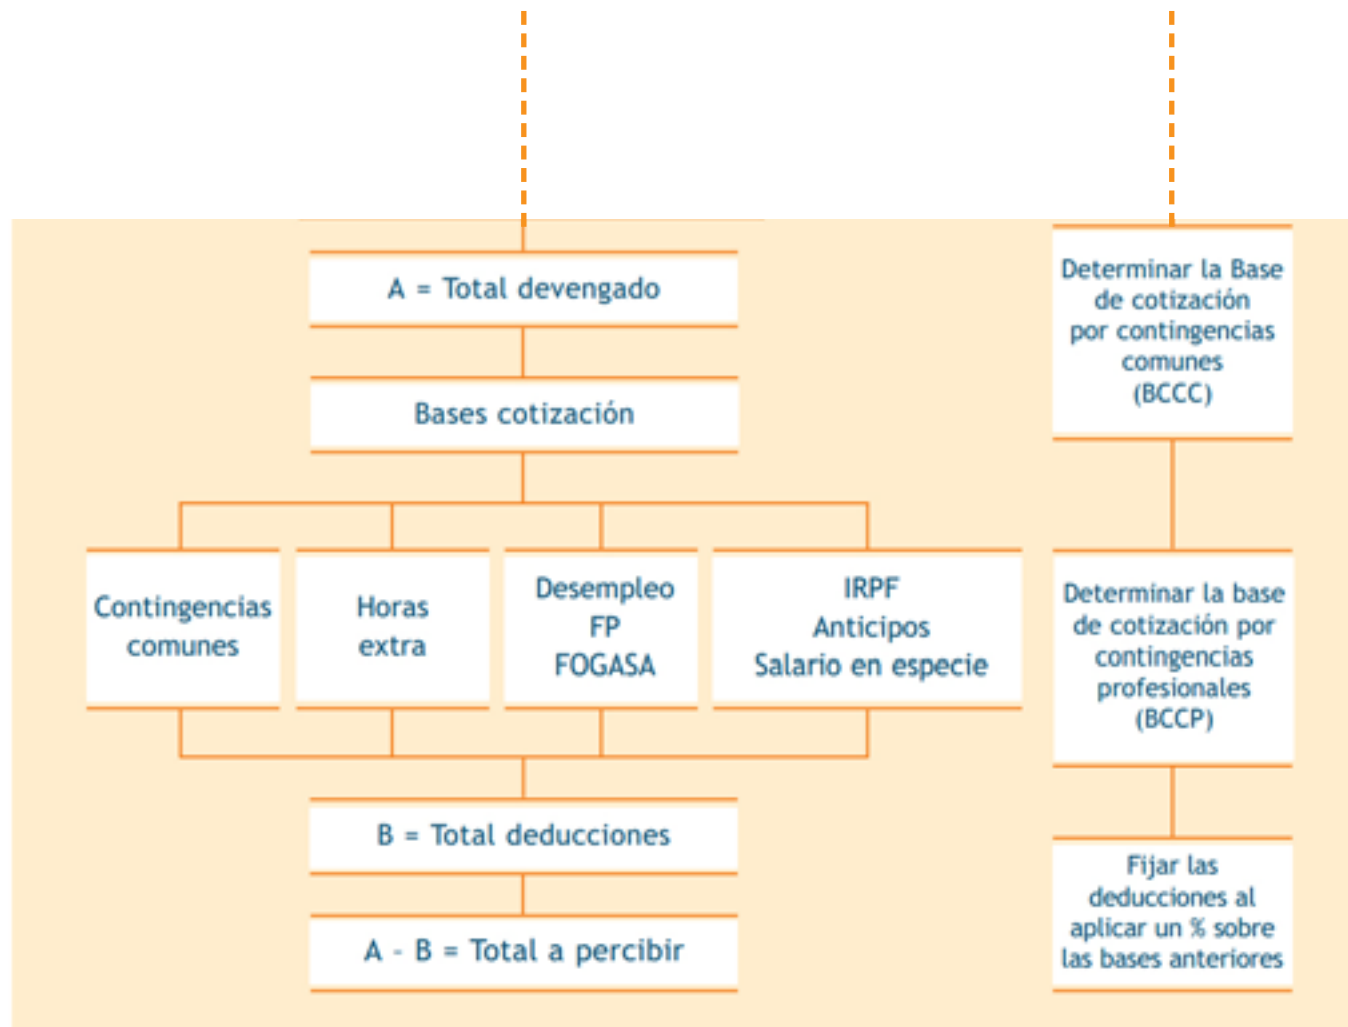 A = Total devengado
Bases cotización
Contingencias
comunes
Horas
extra
Desempleo
FP
FOGASA
IRPF
Anticipos
Salario en especie
B = Total deducciones
A - B = Total a percibir
Determinar la Base
de cotización
por contingencias
comunes
(BCCC)
Determinar la base
de cotización por
contingencias
profesionales
(BCCP)
Fijar las
deducciones al
aplicar un % sobre
las bases anteriores